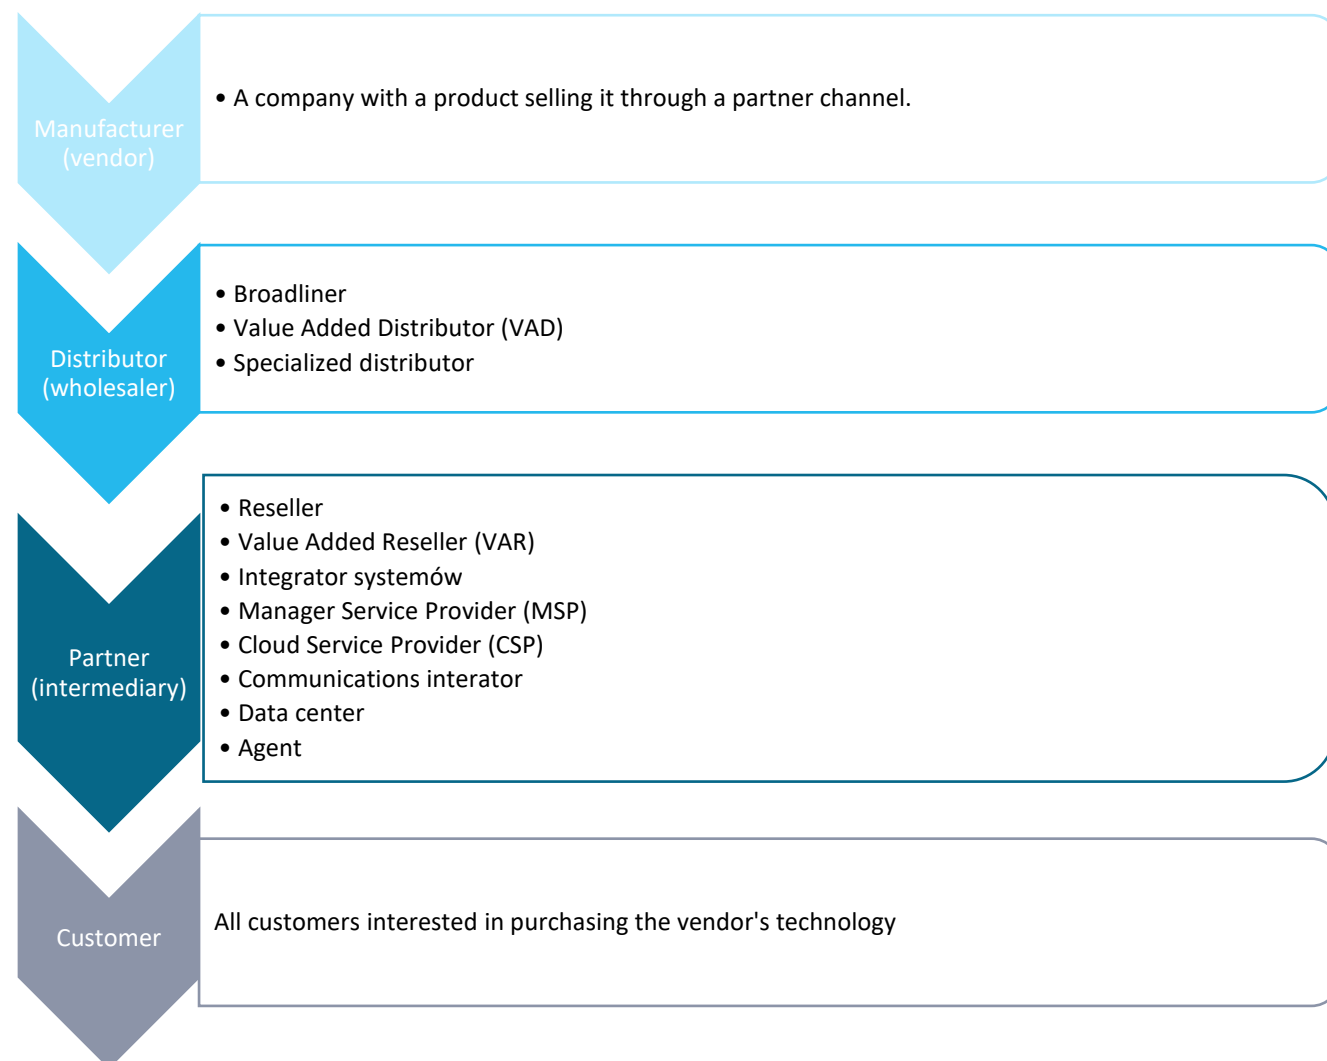 Manufacturer
(vendor)
• A company with a product selling it through a partner channel.
Distributor
(wholesaler)
• Broadliner
• Value Added Distributor (VAD)
• Specialized distributor
Partner
(intermediary)
• Reseller
• Value Added Reseller (VAR)
• Integrator systemów
• Manager Service Provider (MSP)
• Cloud Service Provider (CSP)
• Communications interator
• Data center
• Agent
Customer
All customers interested in purchasing the vendor's technology